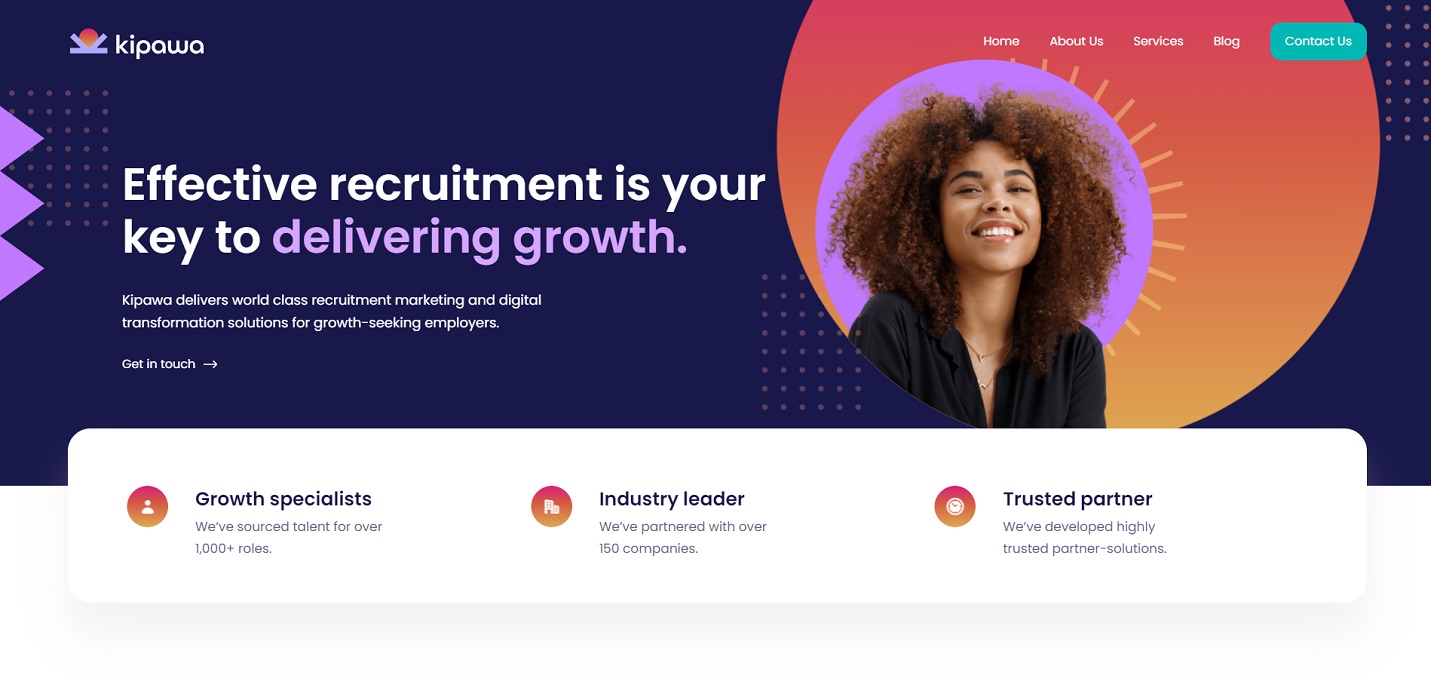 kipawa
Home About Us Services Blog Contact Us
Effective recruitment is your
key to delivering growth.
Kipawa delivers world class recruitment marketing and digital
transformation solutions for growth-seeking employers.
Get in touch →
Growth specialists
We’ve sourced talent for over
1,000+ roles.
Industry leader
We’ve partnered with over
150 companies.
Trusted partner
We’ve developed highly
trusted partner-solutions.